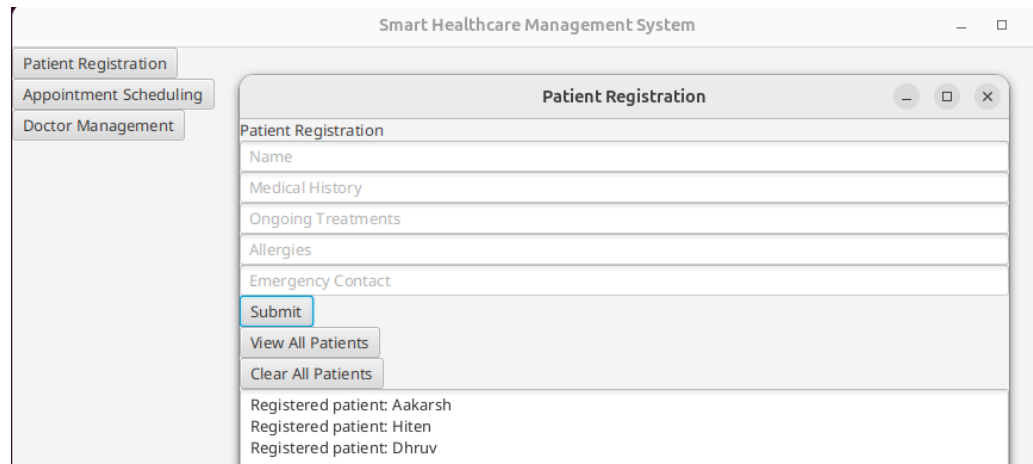 Smart Healthcare Management System
Patient Registration
Appointment Scheduling
Doctor Management
Patient Registration
Patient Registration
Name
Medical History
Ongoing Treatments
Allergies
Emergency Contact
Submit
View All Patients
Clear All Patients
Registered patient: Aakarsh
Registered patient: Hiten
Registered patient: Dhruv